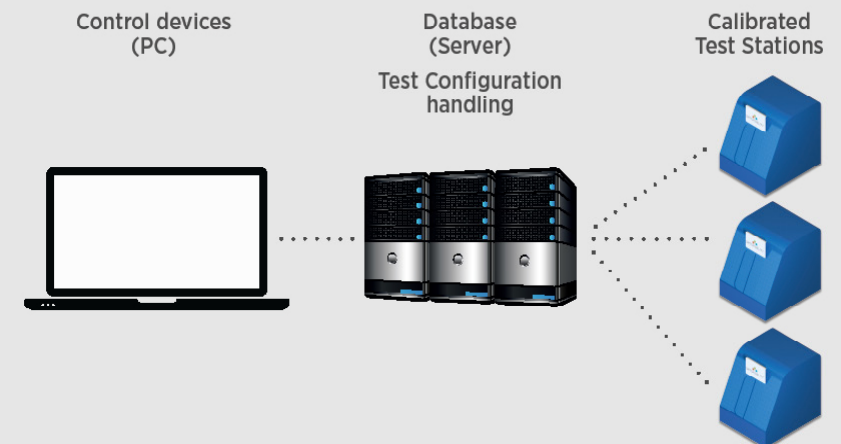 Control devices
(PC)
Database
(Server)
Test Configuration
handling
Calibrated
Test Stations